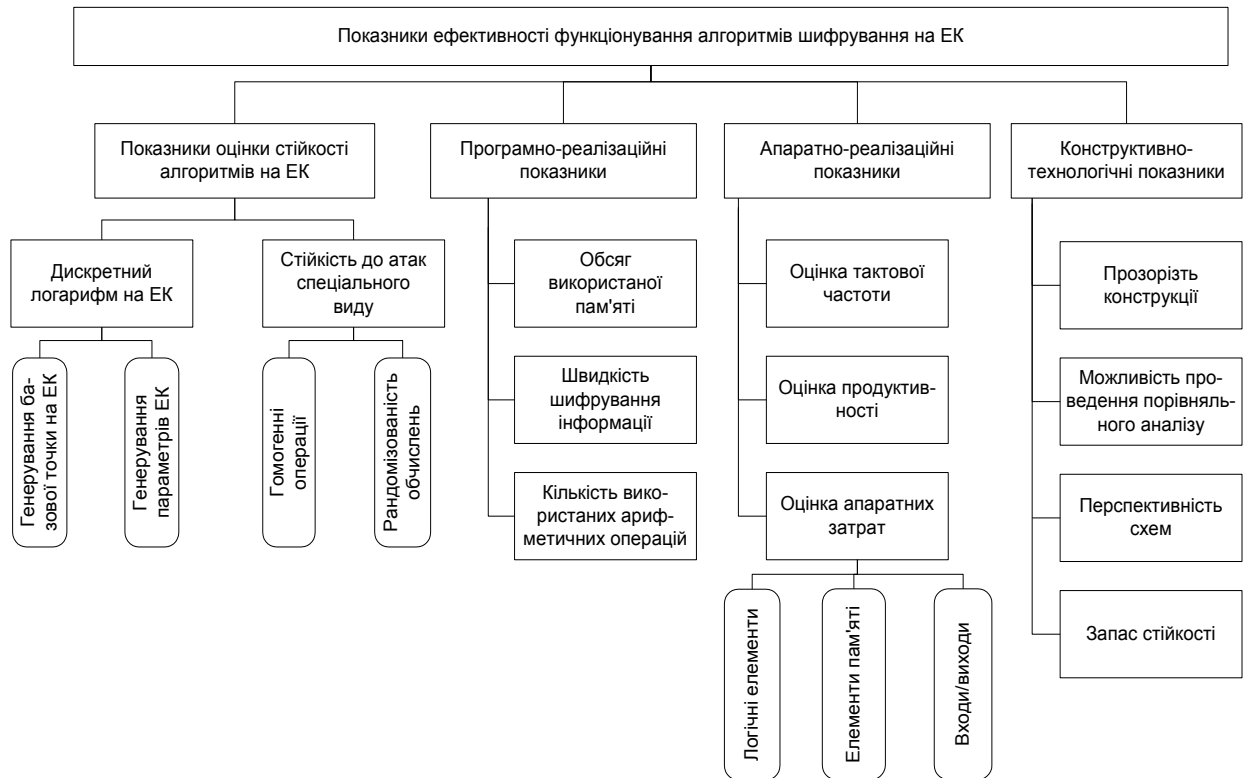 Показники ефективності функціонування алгоритмів шифрування на ЕК
Показники оцінки стійкості
алгоритмів на ЕК
Програмно-реалізаційні
показники
Апаратно-реалізаційні
показники
Конструктивно-
технологічні показники
Дискретний
логарифм на ЕК
Стійкість до атак
спеціального
виду
Генерування ба-
зової точки на ЕК
Генерування
параметрів ЕК
Гомогенні
операції
Рандомізованість
обчислень
Обсяг
використаної
пам'яті
Швидкість
шифрування
інформації
Кількість вико-
ристаних ариф-
метичних операцій
Оцінка тактової
частоти
Оцінка продуктив-
ності
Оцінка апаратних
затрат
Логічні елементи
Елементи пам'яті
Входи/виходи
Прозорізть
конструкції
Можливість про-
ведення порівняль-
ного аналізу
Перспективність
схем
Запас стійкості